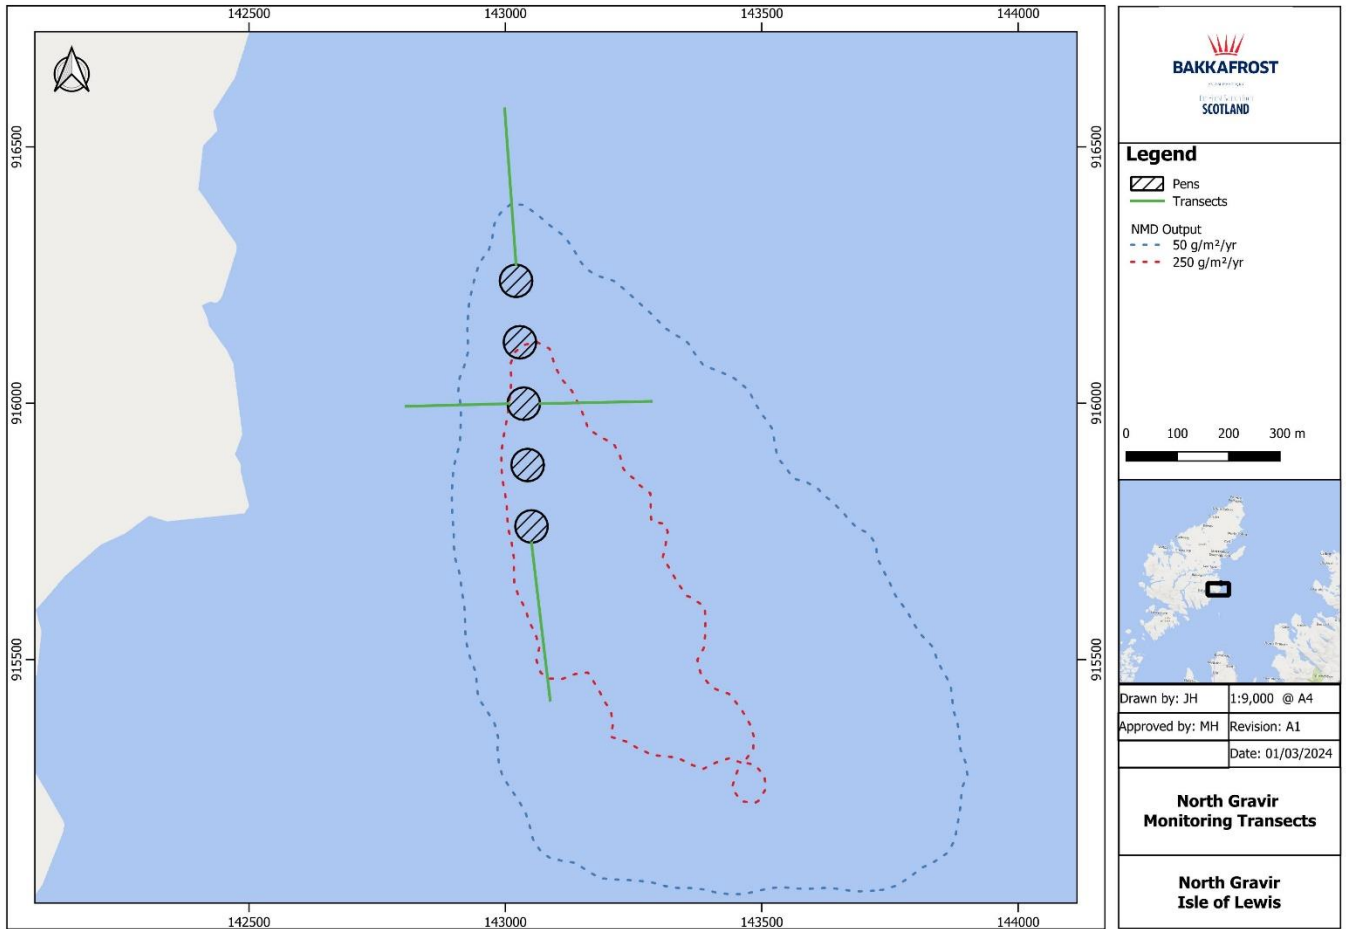 142500 143000 143500 144000
916500 916500
916000 916000
915500 915500
142500 143000 143500 144000
BAKKAFROST
SCOTLAND
Legend
Pens
Transects
NMD Output
50 g/m²/yr
250 g/m²/yr
0 100 200 300 m
Drawn by: JH 1:9,000 @ A4
Approved by: MH Revision: A1
Date: 01/03/2024
North Gravir
Monitoring Transects
North Gravir
Isle of Lewis